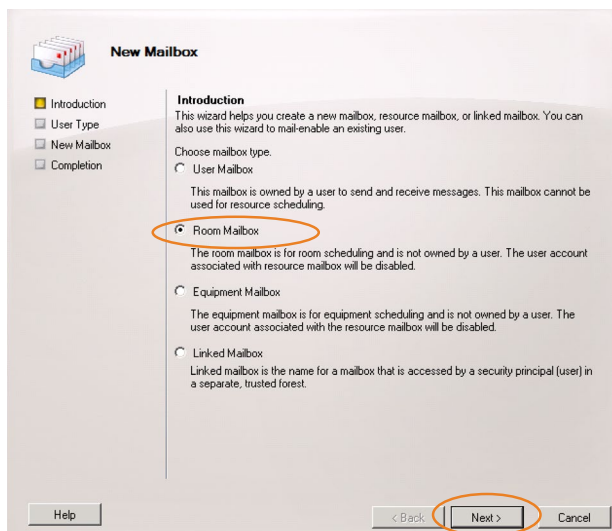 New Mailbox
Introduction
User Type
New Mailbox
Completion
Introduction
This wizard helps you create a new mailbox, resource mailbox, or linked mailbox. You can
also use this wizard to mail-enable an existing user.
Choose mailbox type.
User Mailbox
This mailbox is owned by a user to send and receive messages. This mailbox cannot be
used for resource scheduling.
Room Mailbox
The room mailbox is for room scheduling and is not owned by a user. The user account
associated with resource mailbox will be disabled.
Equipment Mailbox
The equipment mailbox is for equipment scheduling and is not owned by a user. The
user account associated with the resource mailbox will be disabled.
Linked Mailbox
Linked mailbox is the name for a mailbox that is accessed by a security principal (user) in
a separate, trusted forest.
Help
< Back
Next >
Cancel